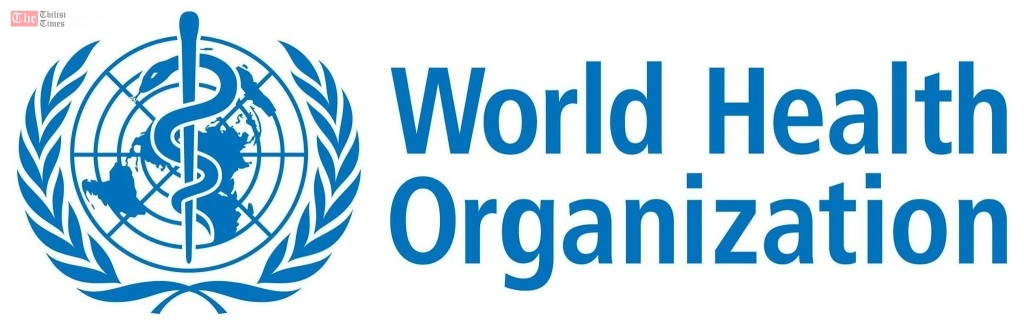 The Tbilisi
Times
World Health
Organization